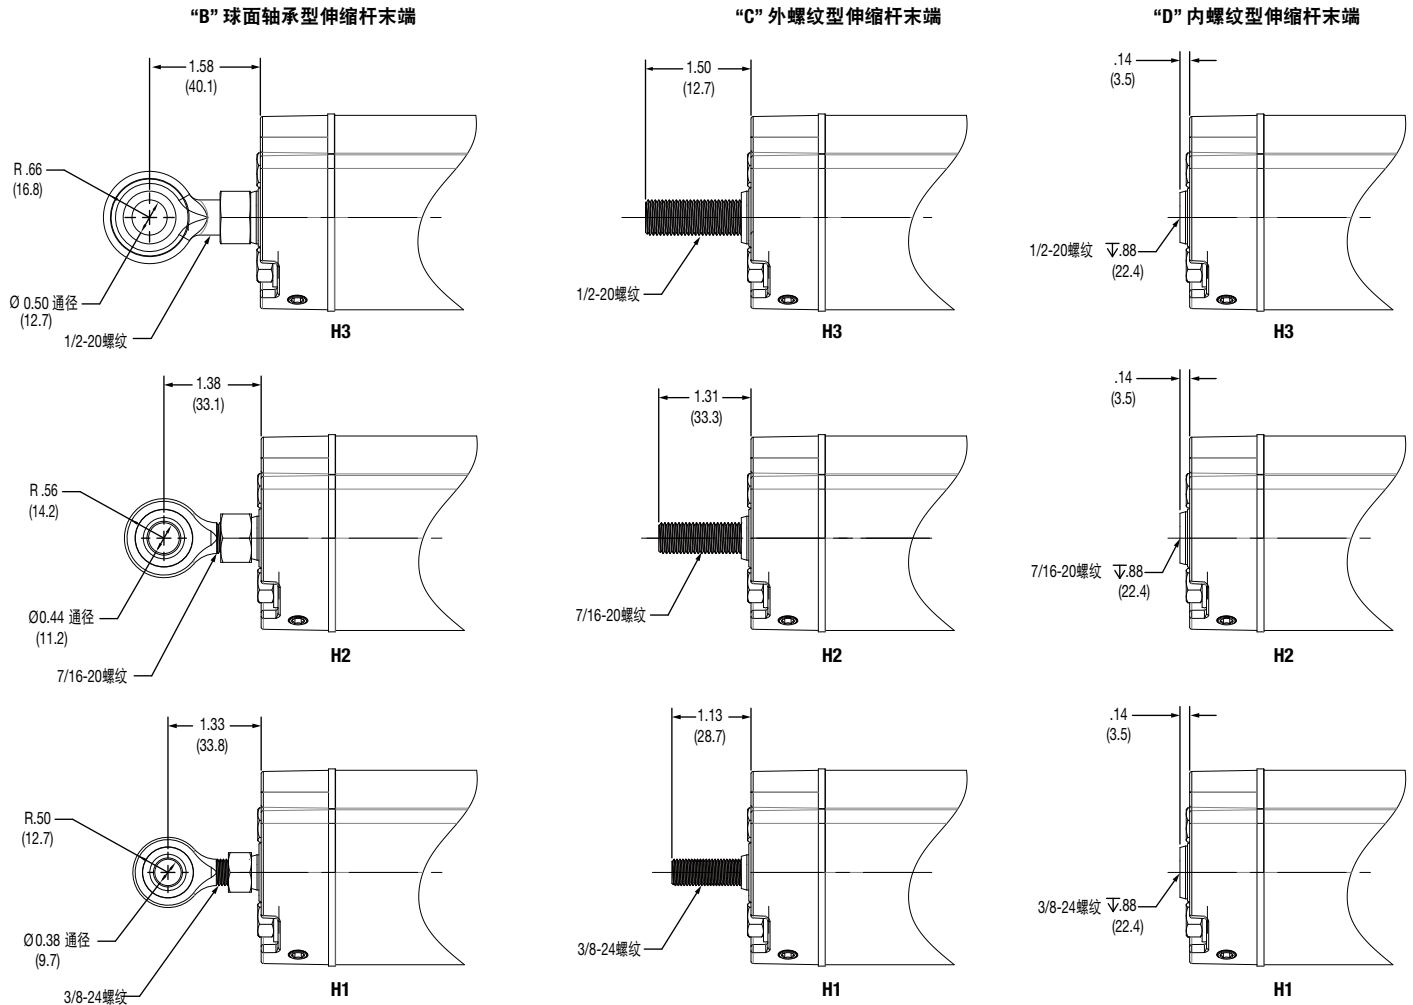 “B” 球面轴承型伸缩杆末端
1.58
(40.1)
R .66
(16.8)
Ø 0.50 通径
(12.7)
1/2-20螺纹
H3
1.38
(33.1)
R .56
(14.2)
Ø0.44 通径
(11.2)
7/16-20螺纹
H2
1.33
(33.8)
R.50
(12.7)
Ø0.38 通径
(9.7)
3/8-24螺纹
H1
“C” 外螺纹型伸缩杆末端
1.50
(12.7)
1/2-20螺纹
H3
1.31
(33.3)
7/16-20螺纹
H2
1.13
(28.7)
3/8-24螺纹
H1
“D” 内螺纹型伸缩杆末端
.14
(3.5)
1/2-20螺纹 ↧.88
(22.4)
H3
.14
(3.5)
7/16-20螺纹 ↧.88
(22.4)
H2
.14
(3.5)
3/8-24螺纹 ↧.88
(22.4)
H1